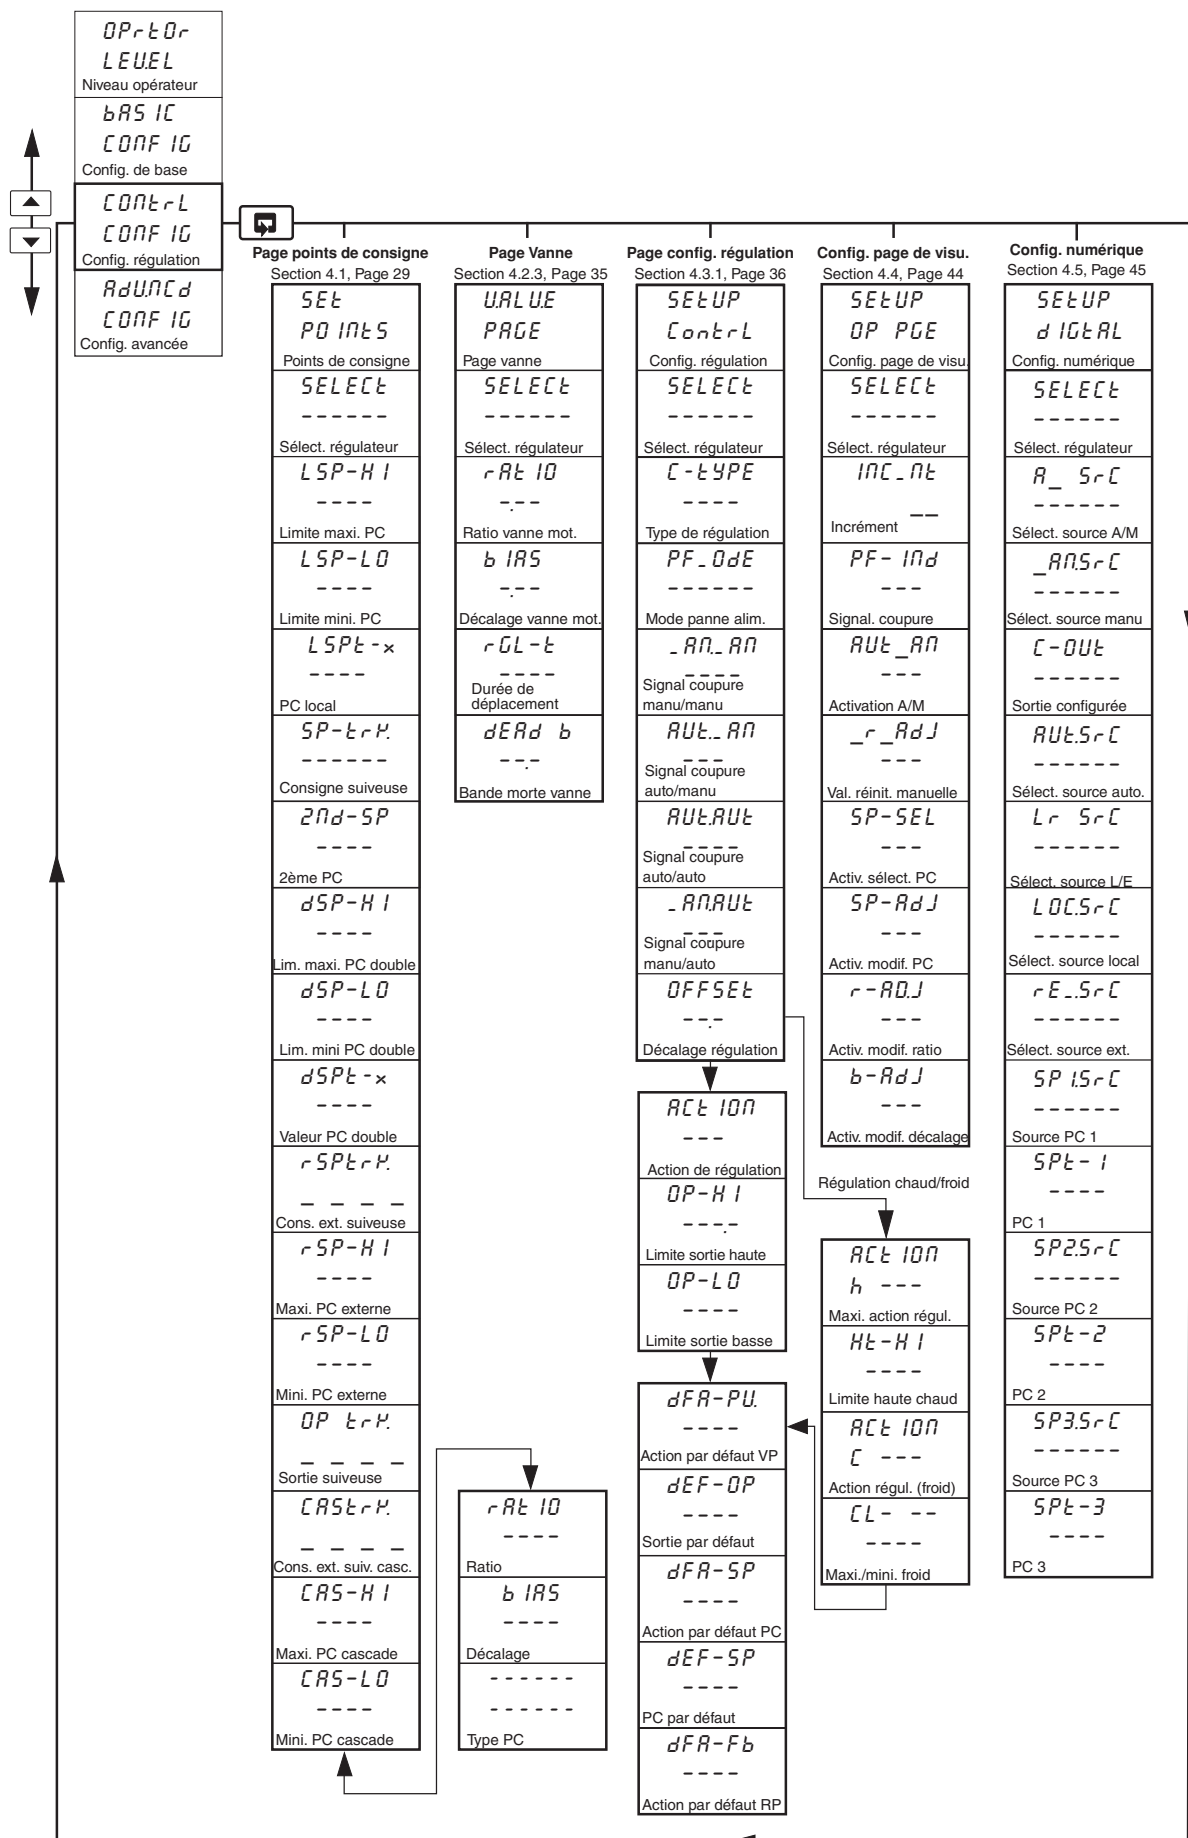 OPrtOr
LEVEL
Niveau opérateur
bASIC
CONFIG
Config. de base
CONtrL
CONFIG
Config. régulation
AdV.NCd
CONFIG
Config. avancée
Page points de consigne
Section 4.1, Page 29
SEt
POINtS
Points de consigne
SELECt
------
Sélect. régulateur
LSP-HI
----
Limite maxi. PC
LSP-LO
----
Limite mini. PC
LSPt-x
----
PC local
SP-trK.
------
Consigne suiveuse
2Nd-SP
----
2ème PC
dSP-HI
----
Lim. maxi. PC double
dSP-LO
----
Lim. mini PC double
dSPt-x
----
Valeur PC double
rSPtrK.
_ _ _ _
Cons. ext. suiveuse
rSP-HI
----
Maxi. PC externe
rSP-LO
----
Mini. PC externe
OP trK.
_ _ _ _
Sortie suiveuse
CAStrK.
_ _ _ _
Cons. ext. suiv. casc.
CAS-HI
----
Maxi. PC cascade
CAS-LO
----
Mini. PC cascade
Page Vanne
Section 4.2.3, Page 35
V.ALV.E
PAGE
Page vanne
SELECt
------
Sélect. régulateur
rAtIO
-.--
Ratio vanne mot.
bIAS
-.--
Décalage vanne mot.
rGL-t
----
Durée de
déplacement
dEAd b
--.-
Bande morte vanne
rAtIO
----
Ratio
bIAS
----
Décalage
------
------
Type PC
Page config. régulation
Section 4.3.1, Page 36
SEtUP
ContrL
Config. régulation
SELECt
------
Sélect. régulateur
C-tYPE
----
Type de régulation
PF_OdE
------
Mode panne alim.
_AN._AN
----
Signal coupure
manu/manu
AUt._AN
---
Signal coupure
auto/manu
AUt.AUt
----
Signal coupure
auto/auto
_AN.AUt
---
Signal coupure
manu/auto
OFFSEt
--.-
Décalage régulation
ACtION
---
Action de régulation
OP-HI
---.-
Limite sortie haute
OP-LO
----
Limite sortie basse
dFA-PV.
----
Action par défaut VP
dEF-OP
----
Sortie par défaut
dFA-SP
----
Action par défaut PC
dEF-SP
----
PC par défaut
dFA-Fb
----
Action par défaut RP
Config. page de visu.
Section 4.4, Page 44
SEtUP
OP PGE
Config. page de visu.
SELECt
------
Sélect. régulateur
INC_Nt
__
Incrément
PF-INd
---
Signal. coupure
AUt_AN
---
Activation A/M
_r_AdJ
---
Val. réinit. manuelle
SP-SEL
---
Activ. sélect. PC
SP-AdJ
---
Activ. modif. PC
r-AD.J
---
Activ. modif. ratio
b-AdJ
---
Activ. modif. décalage
Régulation chaud/froid
ACtION
h ---
Maxi. action régul.
Ht-HI
----
Limite haute chaud
ACtION
C ---
Action régul. (froid)
CL- --
----
Maxi./mini. froid
Config. numérique
Section 4.5, Page 45
SEtUP
dIGtAL
Config. numérique
SELECt
------
Sélect. régulateur
A_ SrC
------
Sélect. source A/M
_AN.SrC
------
Sélect. source manu
C-OUt
------
Sortie configurée
AUt.SrC
------
Sélect. source auto.
Lr SrC
------
Sélect. source L/E
LOC.SrC
------
Sélect. source local
rE_.SrC
------
Sélect. source ext.
SP1.SrC
------
Source PC 1
SPt-1
----
PC 1
SP2.SrC
------
Source PC 2
SPt-2
----
PC 2
SP3.SrC
------
Source PC 3
SPt-3
----
PC 3